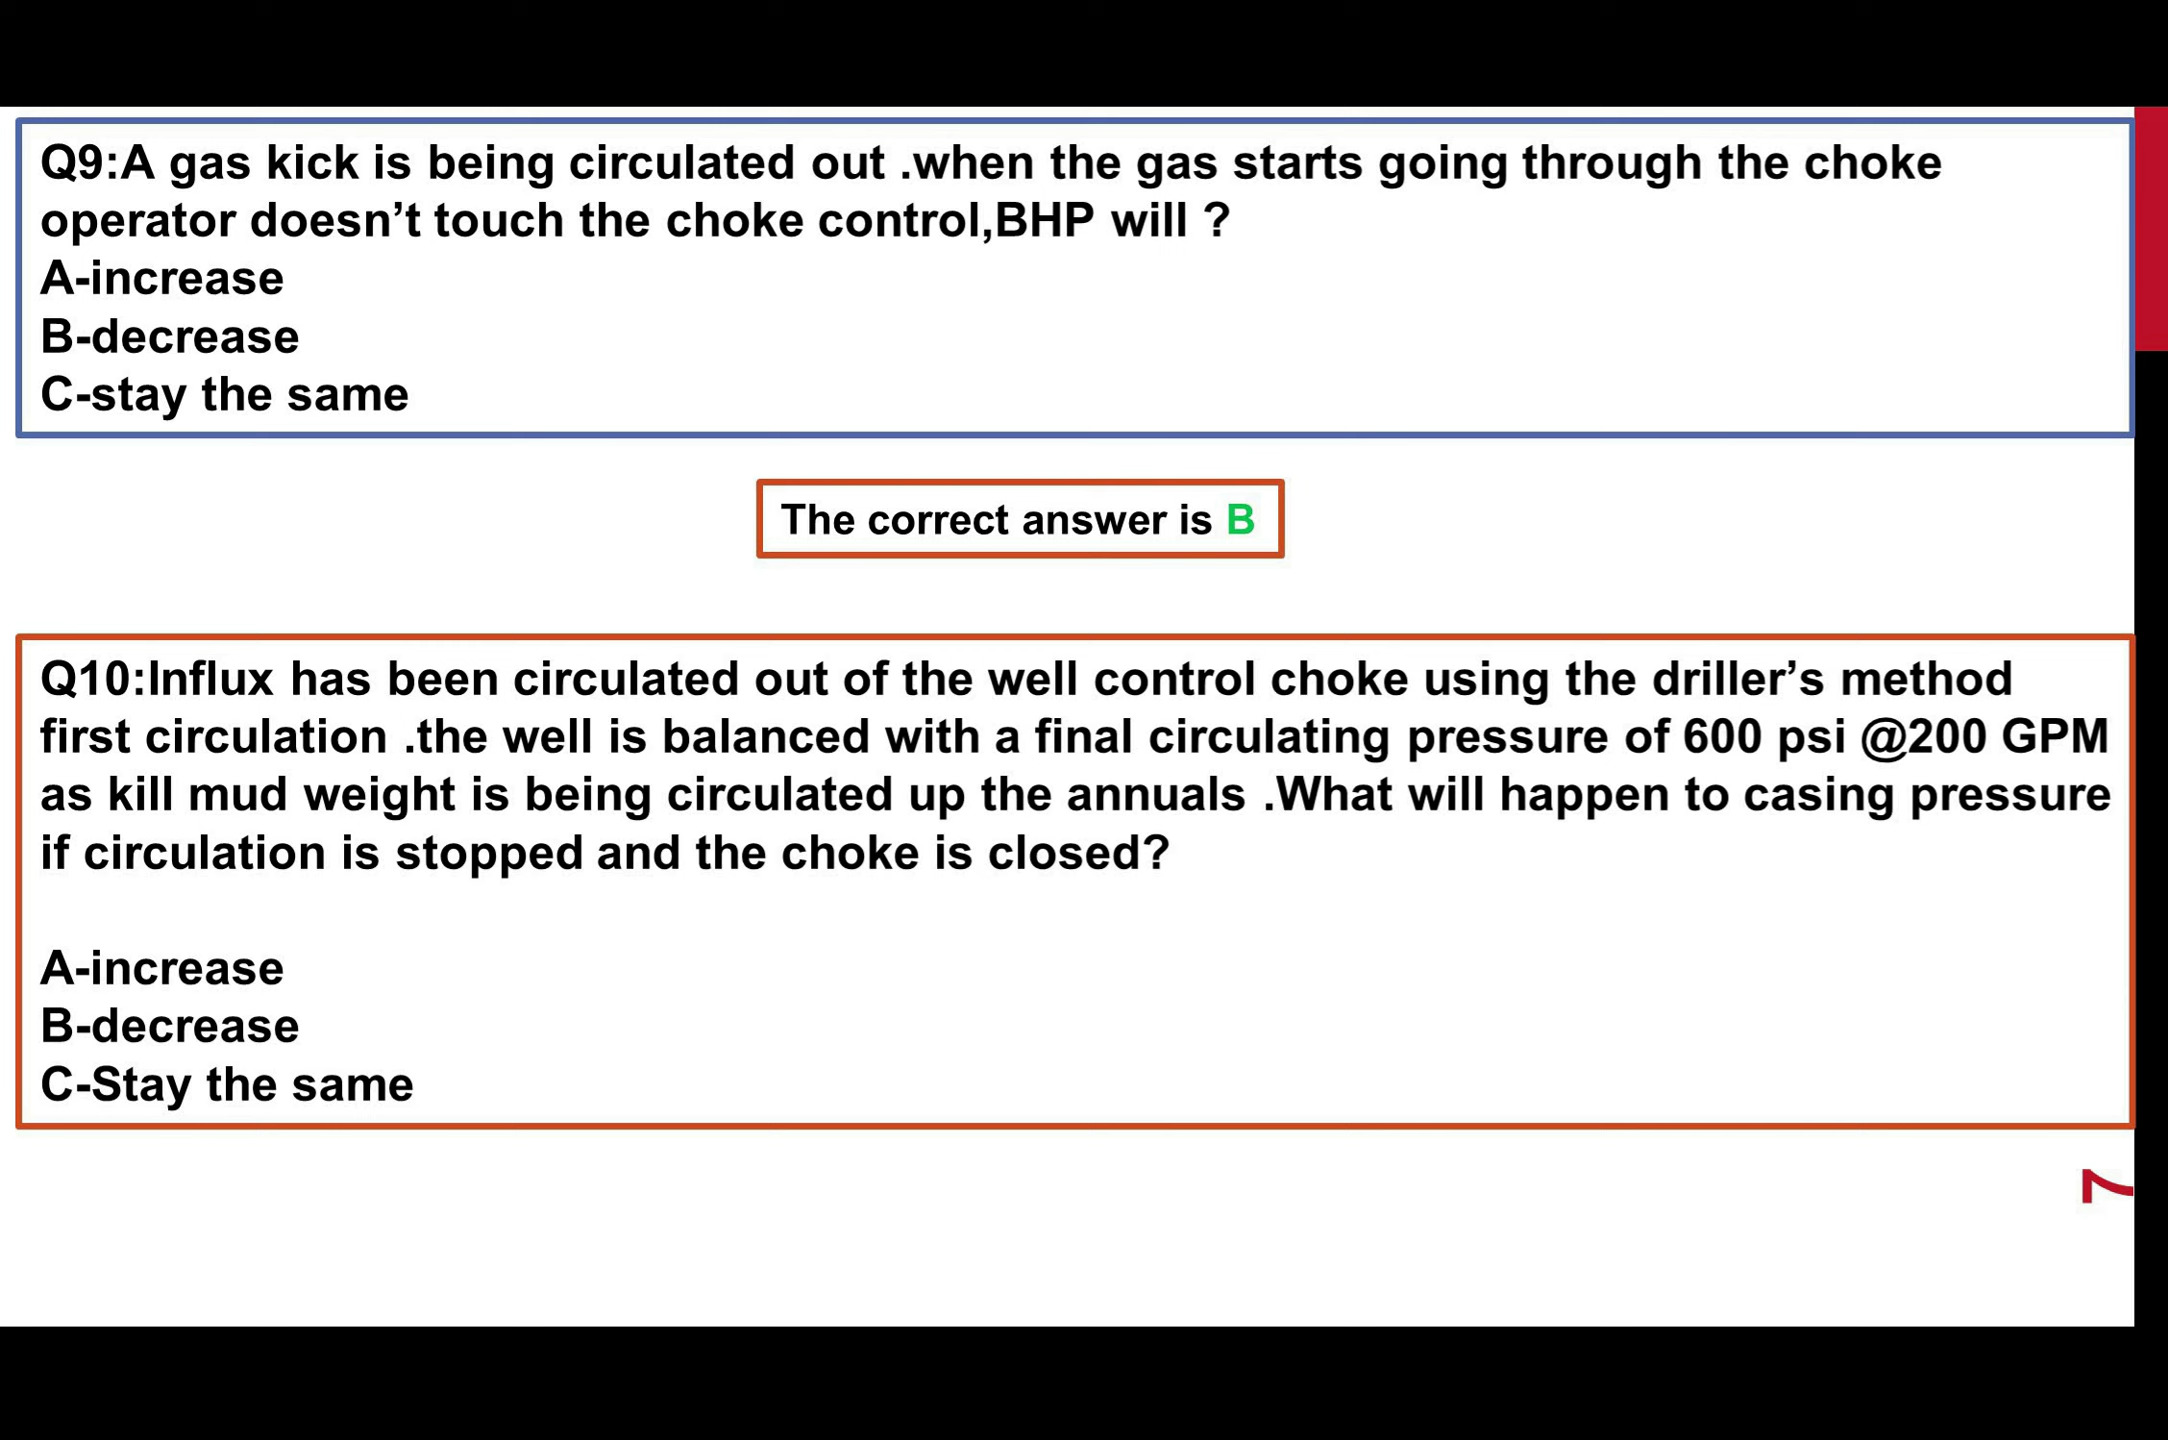 Q9:A gas kick is being circulated out .when the gas starts going through the choke
operator doesn’t touch the choke control,BHP will ?
A-increase
B-decrease
C-stay the same
The correct answer is B
Q10:Influx has been circulated out of the well control choke using the driller’s method
first circulation .the well is balanced with a final circulating pressure of 600 psi @200 GPM
as kill mud weight is being circulated up the annuals .What will happen to casing pressure
if circulation is stopped and the choke is closed?
A-increase
B-decrease
C-Stay the same
7